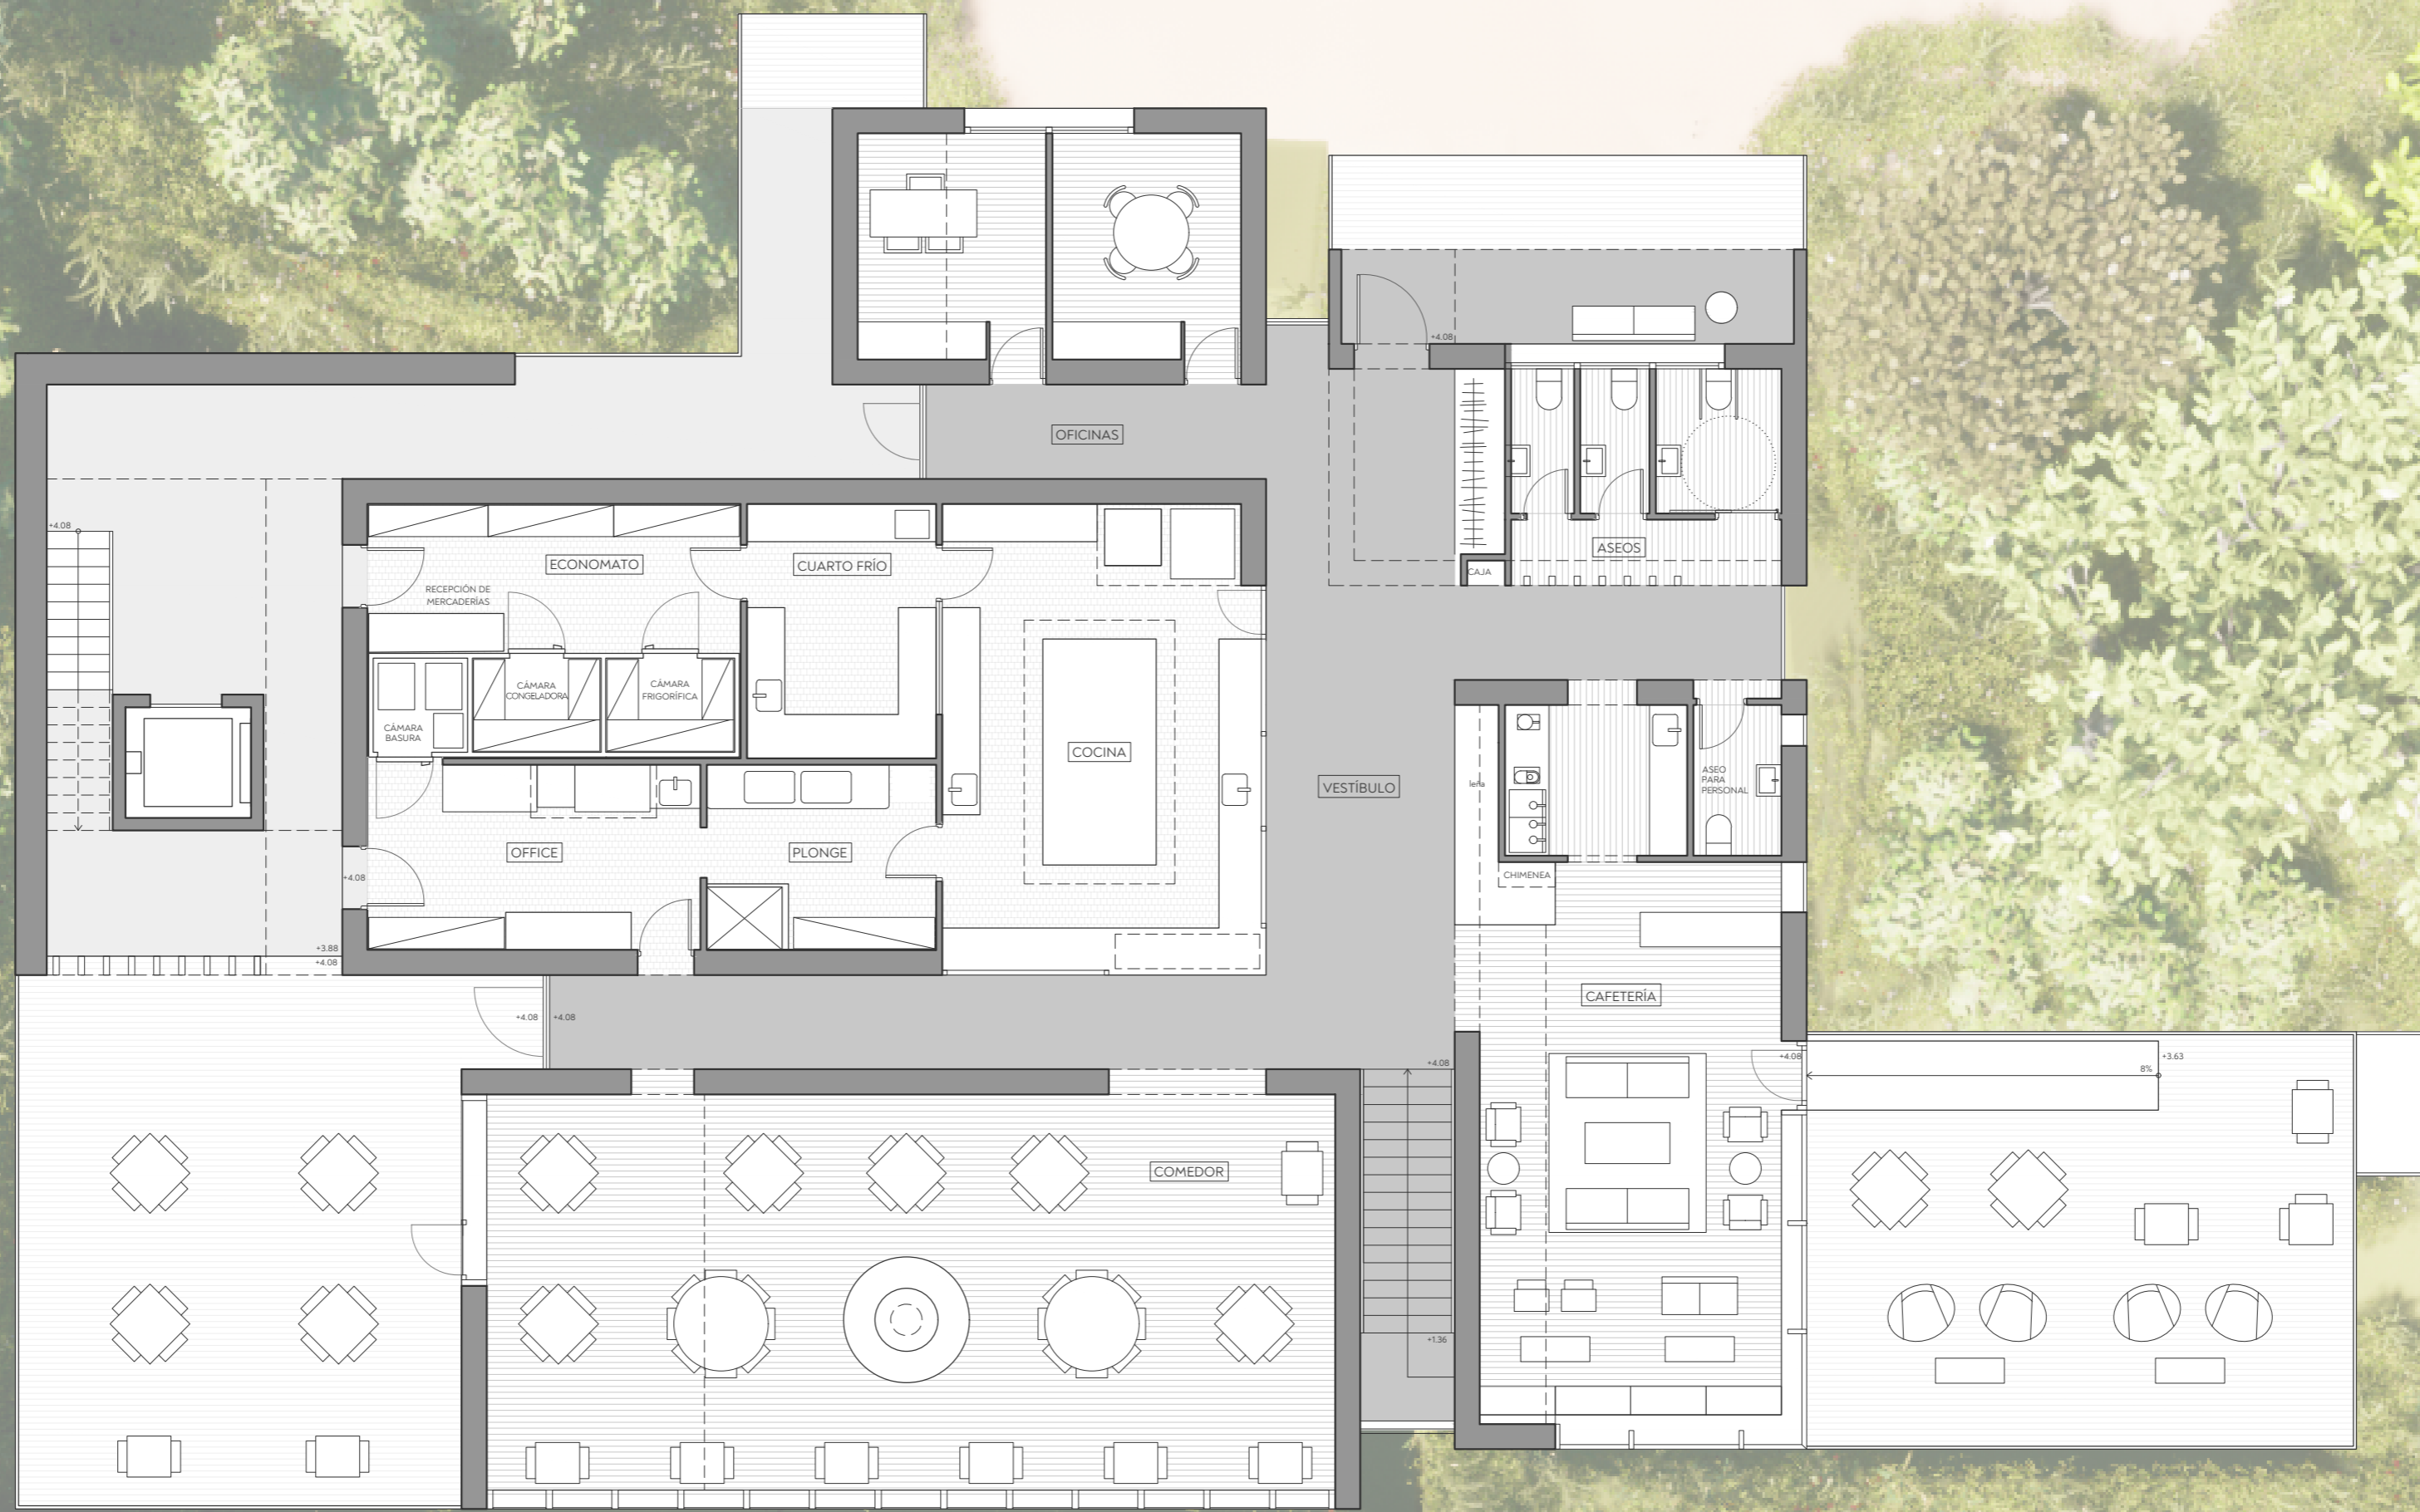 +4.08
OFICINAS
+4.08
ECONOMATO
CUARTO FRÍO
ASEOS
CAJA
RECEPCIÓN DE
MERCADERÍAS
CÁMARA
CONGELADORA
CÁMARA
FRIGORÍFICA
CÁMARA
BASURA
COCINA
VESTÍBULO
leña
ASEO
PARA
PERSONAL
OFFICE
PLONGE
CHIMENEA
+4.08
+3.88
+4.08
CAFETERÍA
+4.08
+4.08
+4.08
+4.08
+3.63
8%
COMEDOR
+1.36